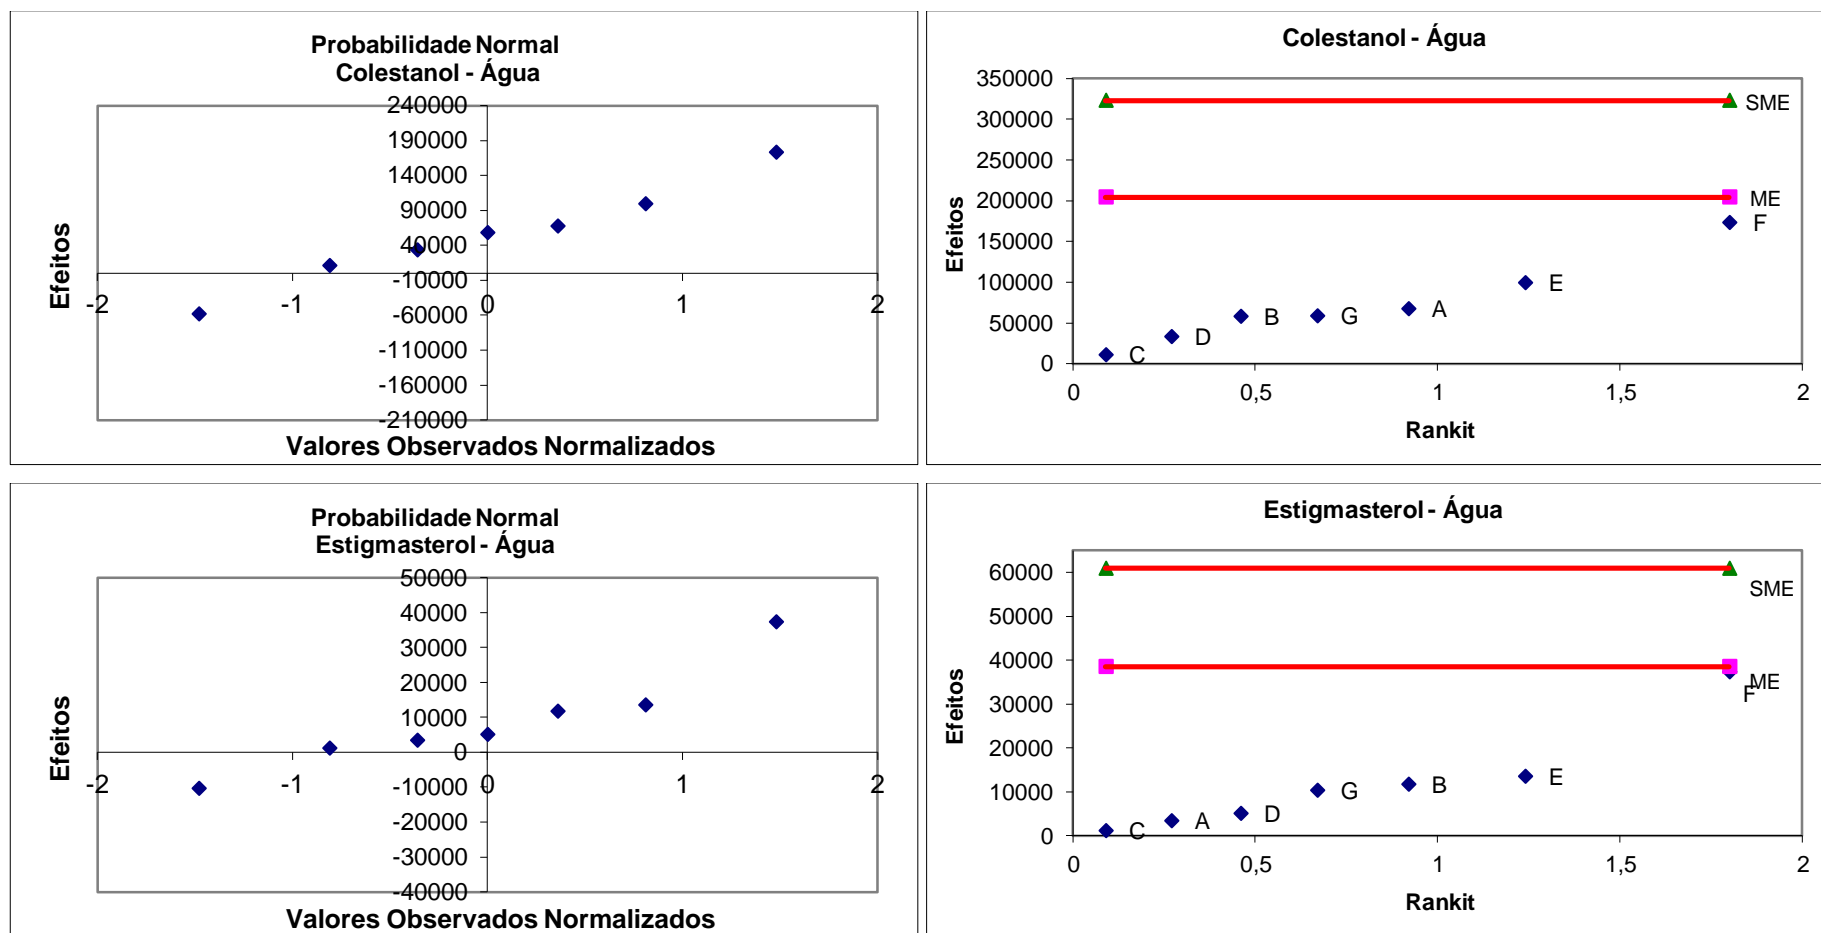 Probabilidade Normal
Colestanol - Água
240000
190000
140000
90000
40000
-10000
-60000
-110000
-160000
-210000
-2
-1
0
1
2
Efeitos
Valores Observados Normalizados
Colestanol - Água
350000
300000
250000
200000
150000
100000
50000
0
SME
ME
F
E
A
G
B
D
C
0
0,5
1
1,5
2
Efeitos
Rankit
Probabilidade Normal
Estigmasterol - Água
50000
40000
30000
20000
10000
0
-10000
-20000
-30000
-40000
-2
-1
0
1
2
Efeitos
Valores Observados Normalizados
Estigmasterol - Água
60000
50000
40000
30000
20000
10000
0
SME
ME
F
E
B
G
D
A
C
0
0,5
1
1,5
2
Efeitos
Rankit